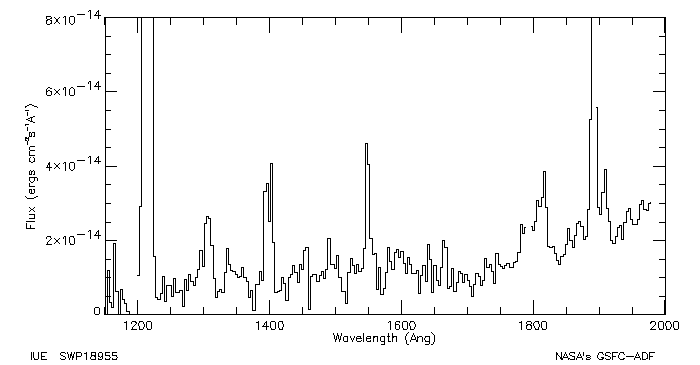 8×10⁻¹⁴
6×10⁻¹⁴
4×10⁻¹⁴
2×10⁻¹⁴
0
Flux (ergs cm⁻²s⁻¹A⁻¹)
1200 1400 1600 1800 2000
Wavelength (Ang)
IUE SWP18955 NASA's GSFC–ADF